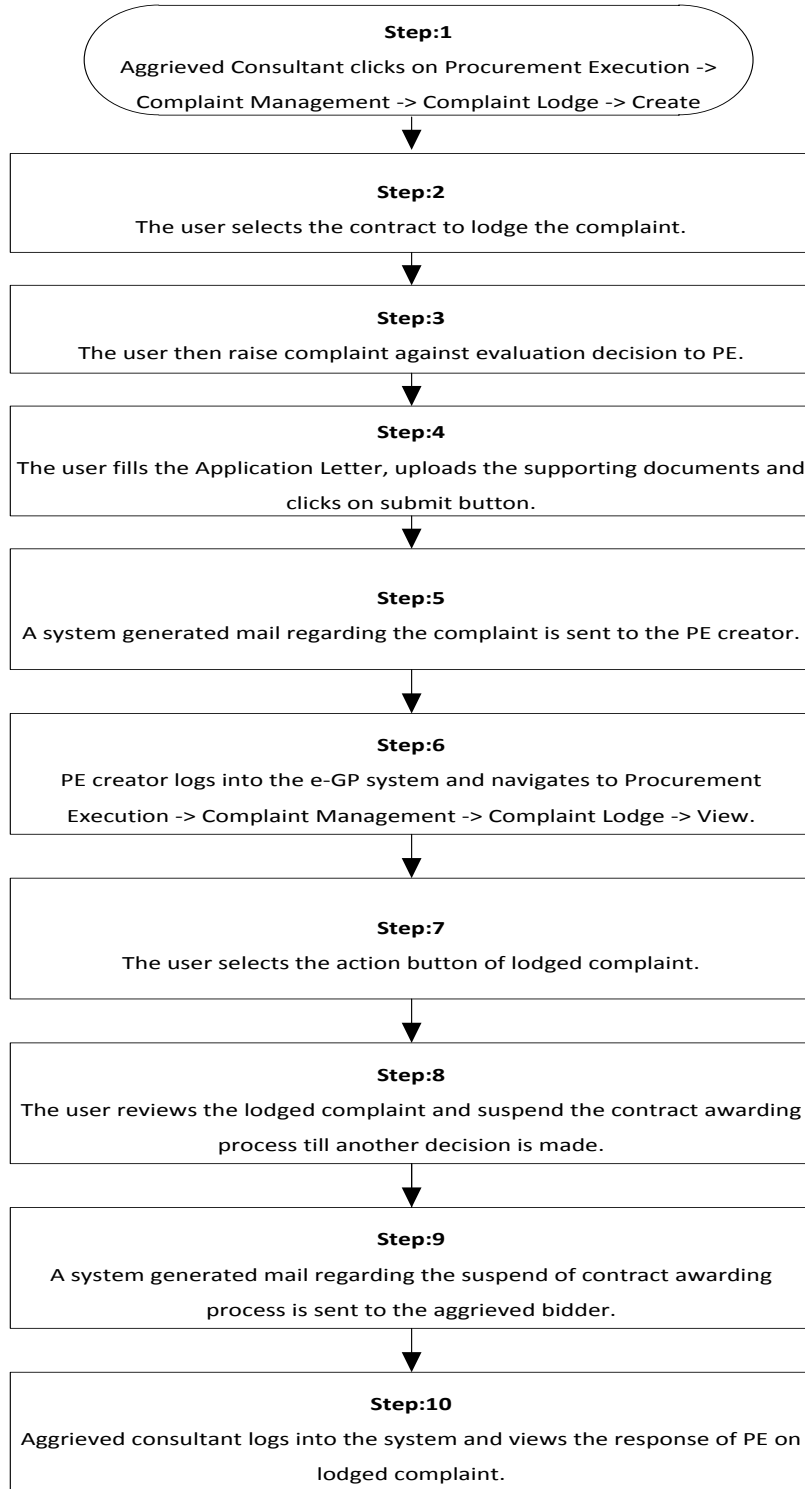 Step:1
Aggrieved Consultant clicks on Procurement Execution ->
Complaint Management -> Complaint Lodge -> Create
Step:2
The user selects the contract to lodge the complaint.
Step:3
The user then raise complaint against evaluation decision to PE.
Step:4
The user fills the Application Letter, uploads the supporting documents and
clicks on submit button.
Step:5
A system generated mail regarding the complaint is sent to the PE creator.
Step:6
PE creator logs into the e-GP system and navigates to Procurement
Execution -> Complaint Management -> Complaint Lodge -> View.
Step:7
The user selects the action button of lodged complaint.
Step:8
The user reviews the lodged complaint and suspend the contract awarding
process till another decision is made.
Step:9
A system generated mail regarding the suspend of contract awarding
process is sent to the aggrieved bidder.
Step:10
Aggrieved consultant logs into the system and views the response of PE on
lodged complaint.